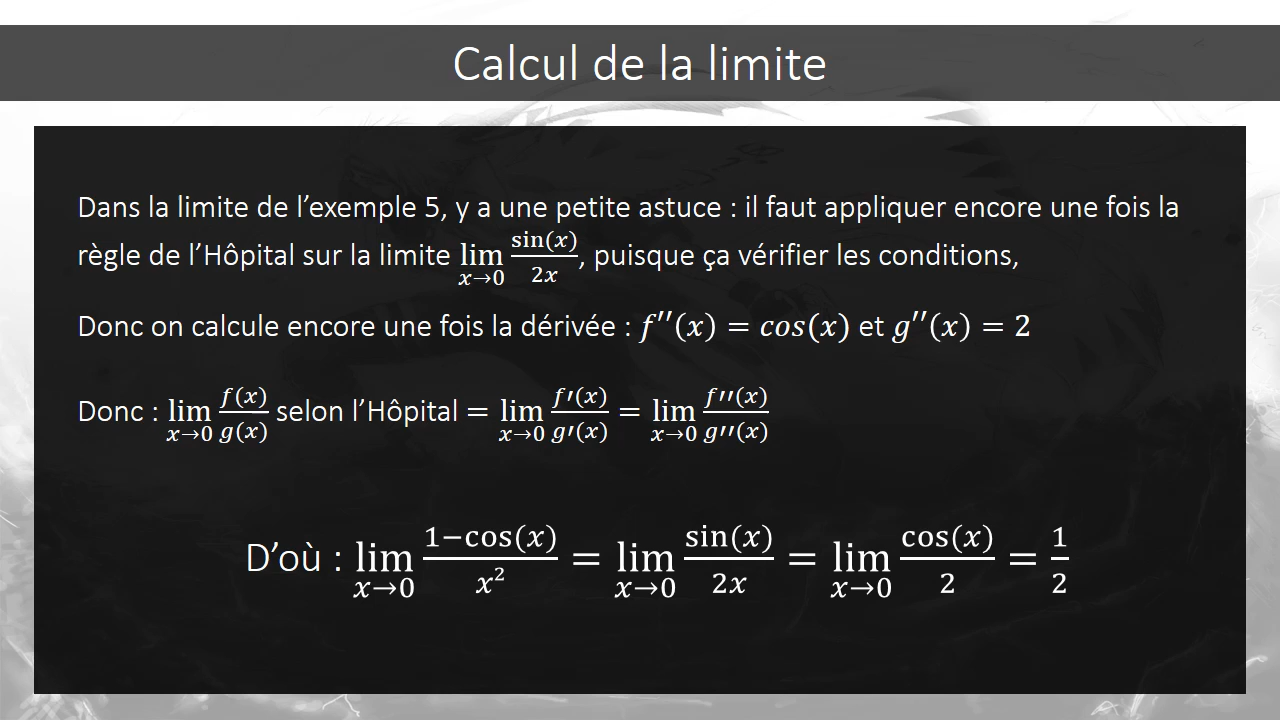 Calcul de la limite
Dans la limite de l’exemple 5, y a une petite astuce : il faut appliquer encore une fois la
règle de l’Hôpital sur la limite lim_{x→0} sin(x)/2x, puisque ça vérifier les conditions,
Donc on calcule encore une fois la dérivée : f′′(x) = cos(x) et g′′(x) = 2
Donc : lim_{x→0} f(x)/g(x) selon l’Hôpital = lim_{x→0} f′(x)/g′(x) = lim_{x→0} f′′(x)/g′′(x)
D’où : lim_{x→0} (1−cos(x))/x² = lim_{x→0} sin(x)/2x = lim_{x→0} cos(x)/2 = 1/2